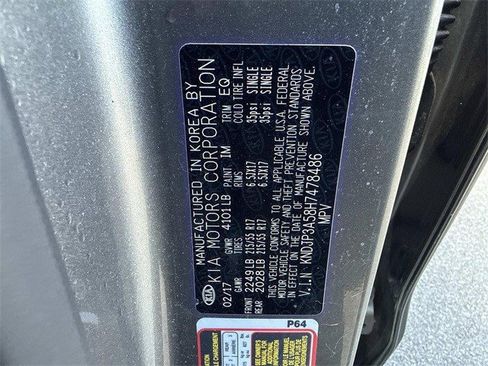 MANUFACTURED IN KOREA BY
KIA MOTORS CORPORATION
02/17 GVWR 4101LB PAINT IM TRIM EQ
GAWR TIRES RIMS COLD TIRE INFL
FRONT 2249LB 215/55 R17 6.5JX17 35psi SINGLE
REAR 2028LB 215/55 R17 6.5JX17 35psi SINGLE
THIS VEHICLE CONFORMS TO ALL APPLICABLE U.S.A. FEDERAL
MOTOR VEHICLE SAFETY AND THEFT PREVENTION STANDARDS
IN EFFECT ON THE DATE OF MANUFACTURE SHOWN ABOVE.
V.I.N: KNDJP3A58H7478486
MPV
KIA
P64